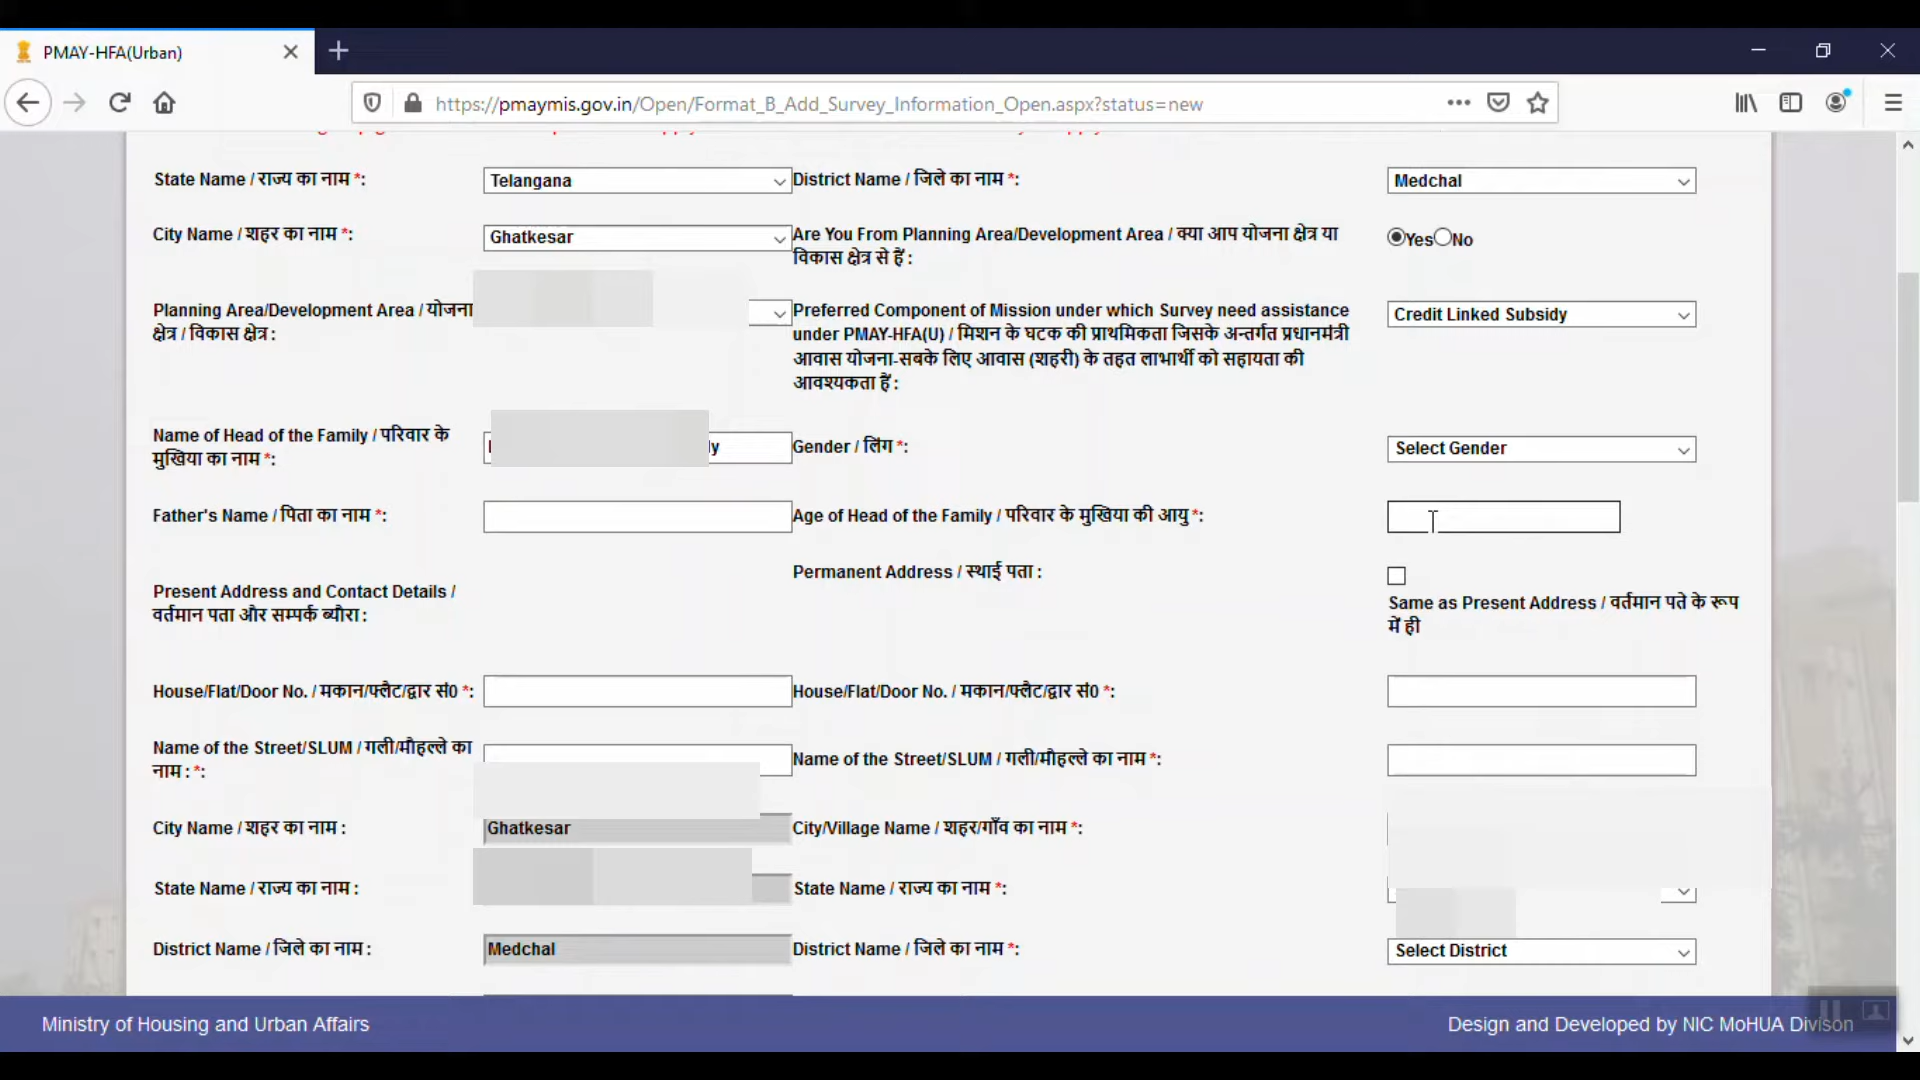 PMAY-HFA(Urban)
https://pmaymis.gov.in/Open/Format_B_Add_Survey_Information_Open.aspx?status=new
State Name / राज्य का नाम *: Telangana District Name / जिले का नाम *: Medchal
City Name / शहर का नाम *: Ghatkesar Are You From Planning Area/Development Area / क्या आप योजना क्षेत्र या Yes No
विकास क्षेत्र से हैं :
Planning Area/Development Area / योजना Preferred Component of Mission under which Survey need assistance Credit Linked Subsidy
क्षेत्र / विकास क्षेत्र : under PMAY-HFA(U) / मिशन के घटक की प्राथमिकता जिसके अन्तर्गत प्रधानमंत्री
आवास योजना-सबके लिए आवास (शहरी) के तहत लाभार्थी को सहायता की
आवश्यकता हैं :
Name of Head of the Family / परिवार के ly Gender / लिंग *: Select Gender
मुखिया का नाम *:
Father's Name / पिता का नाम *: Age of Head of the Family / परिवार के मुखिया की आयु *:
Present Address and Contact Details / Permanent Address / स्थाई पता :
वर्तमान पता और सम्पर्क ब्यौरा : Same as Present Address / वर्तमान पते के रूप
में ही
House/Flat/Door No. / मकान/फ्लैट/द्वार सं0 *: House/Flat/Door No. / मकान/फ्लैट/द्वार सं0 *:
Name of the Street/SLUM / गली/मौहल्ले का Name of the Street/SLUM / गली/मौहल्ले का नाम *:
नाम : *:
City Name / शहर का नाम : Ghatkesar City/Village Name / शहर/गाँव का नाम *:
State Name / राज्य का नाम : State Name / राज्य का नाम *:
District Name / जिले का नाम : Medchal District Name / जिले का नाम *: Select District
Ministry of Housing and Urban Affairs Design and Developed by NIC MoHUA Divison